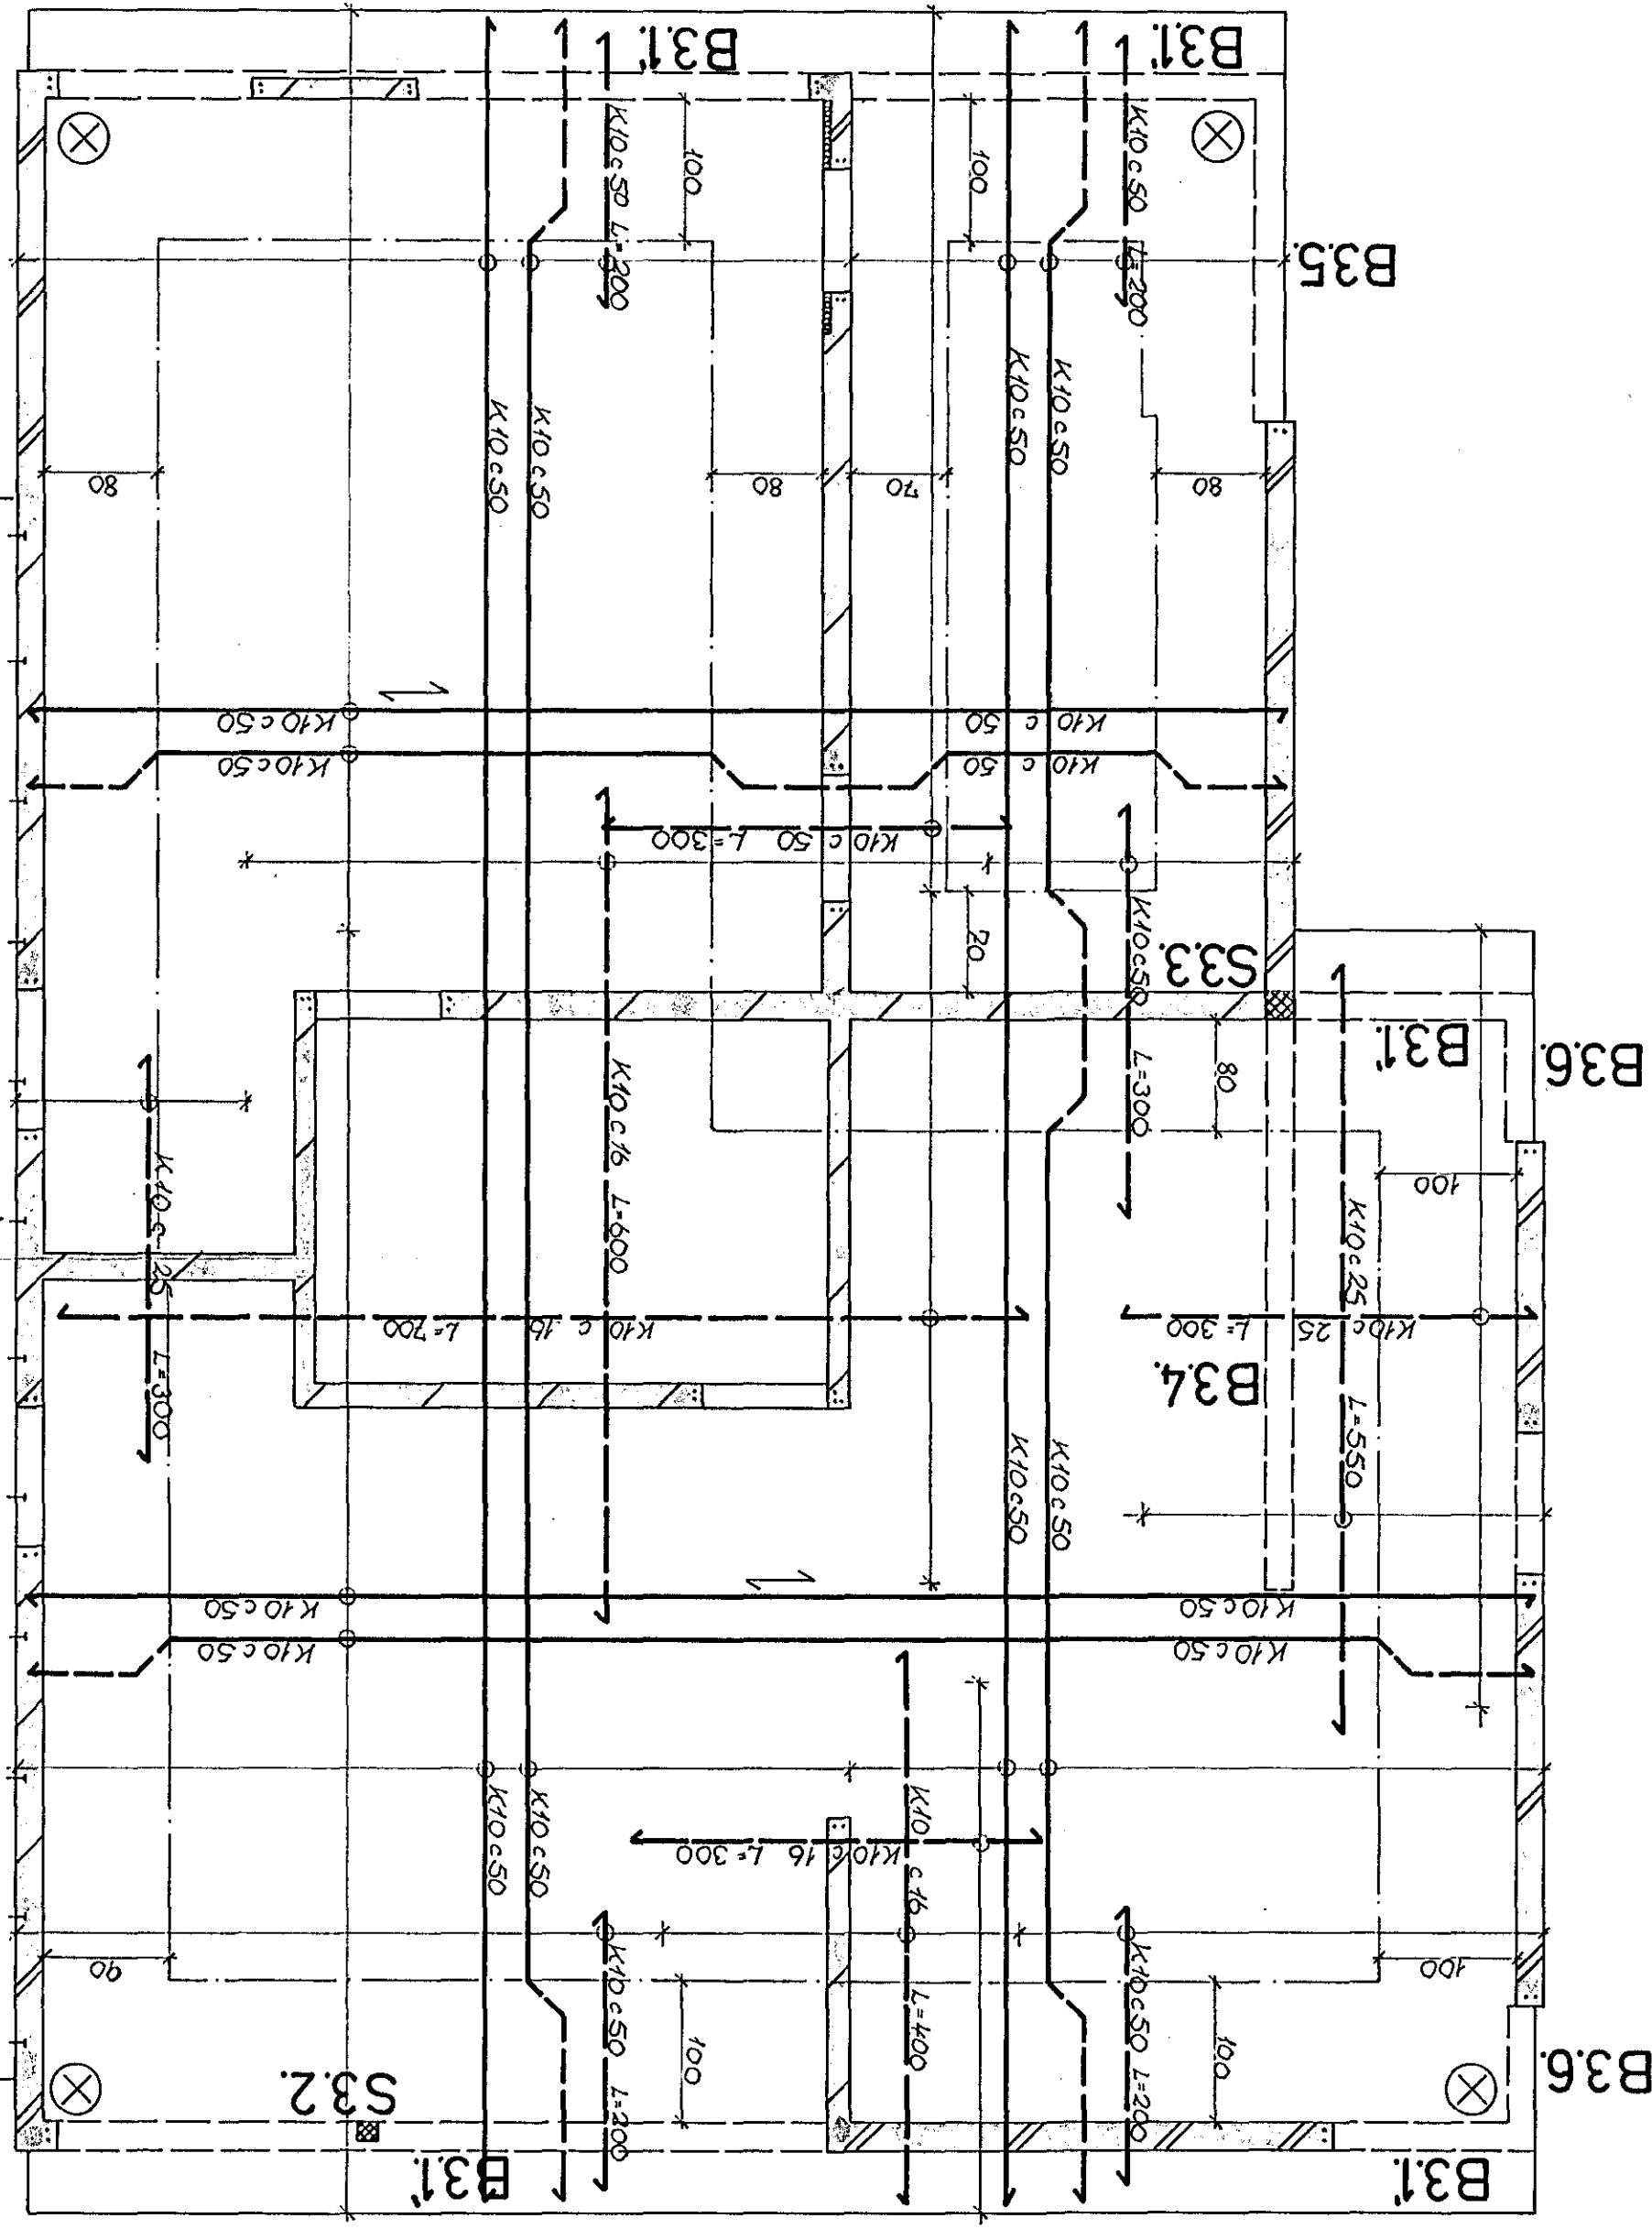 B3.1'
B3.1'
K10 c 50 L=200
100
100
K10 c 50 L=200
B3.5.
K10 c 50
K10 c 50
K10 c 50
K10 c 50
80
80
70
80
K10 c 50
K10 c 50
K10 c 50
K10 c 50
K10 c 50 L=300
20
K10 c 50 L=300
S3.3.
B3.1'
B3.6.
80
K10 c 16 L=600
K10 c 25 L=300
100
K10 c 25 L=550
K10 c 16 L=700
K10 c 25 L=300
B3.4.
K10 c 50
K10 c 50
K10 c 50
K10 c 50
K10 c 50
K10 c 50
K10 c 50
K10 c 50
K10 c 16 L=300
K10 c 16 L=400
90
100
K10 c 50 L=200
100
K10 c 50 L=200
100
S3.2.
B3.6.
B3.1'
B3.1'